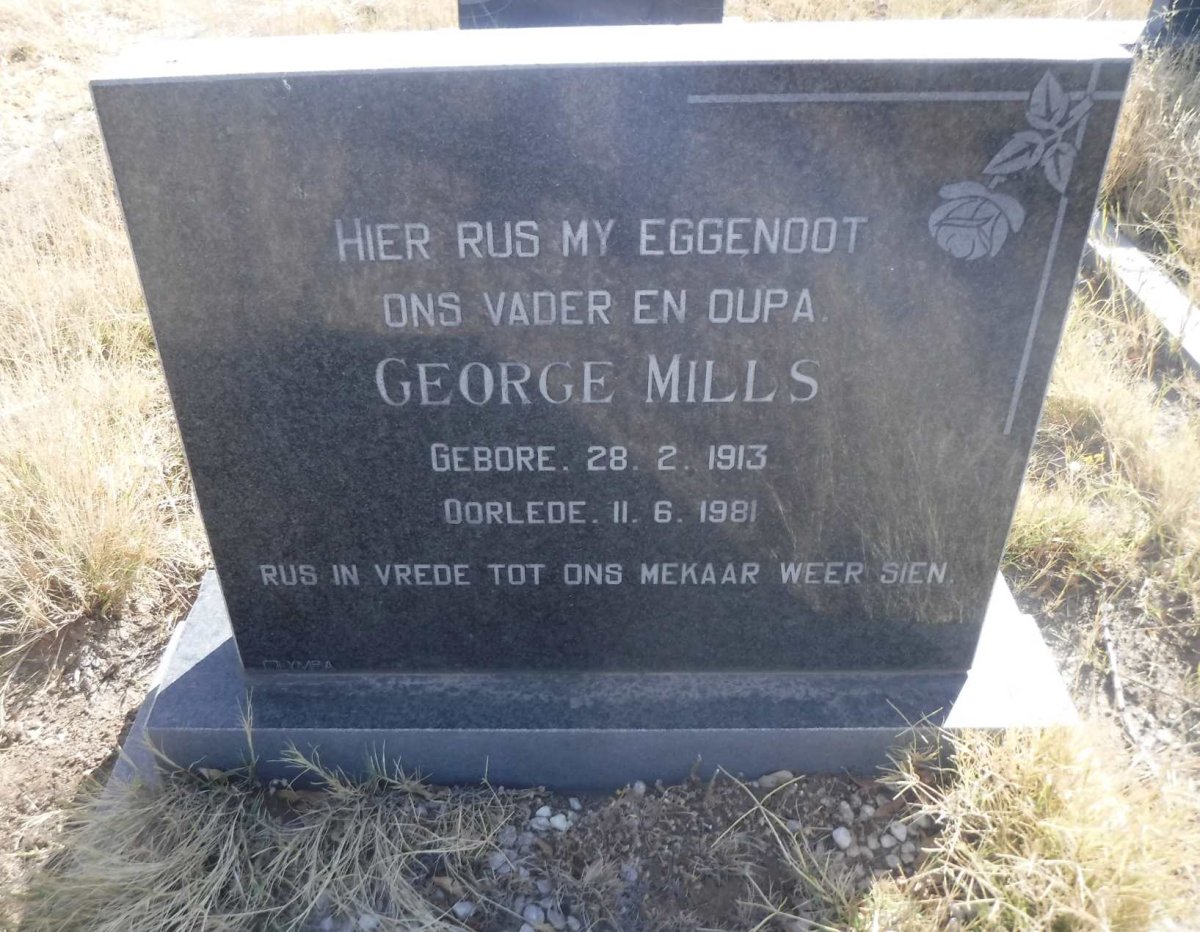 HIER RUS MY EGGENOOT
ONS VADER EN OUPA.
GEORGE MILLS
GEBORE. 28. 2. 1913
OORLEDE. 11. 6. 1981
RUS IN VREDE TOT ONS MEKAAR WEER SIEN.